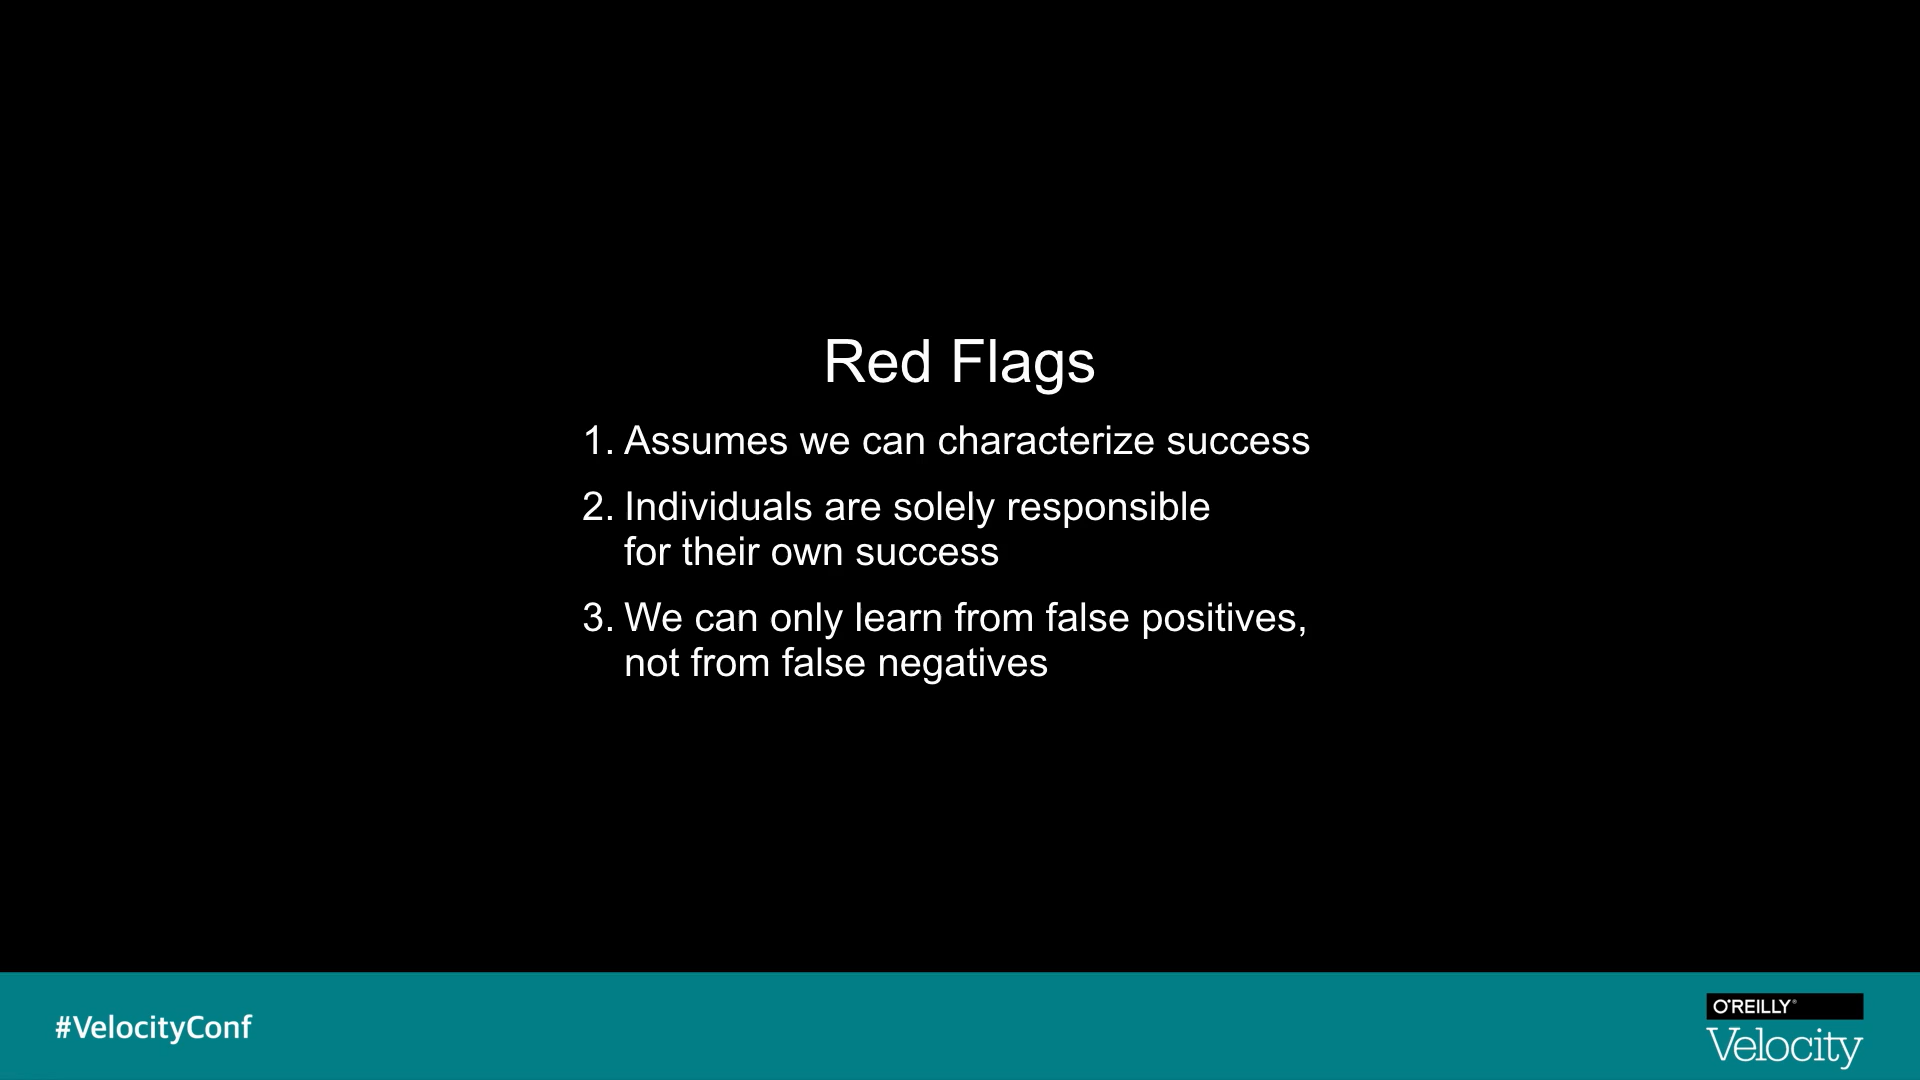 Red Flags
1. Assumes we can characterize success
2. Individuals are solely responsible
for their own success
3. We can only learn from false positives,
not from false negatives
#VelocityConf
O'REILLY®
Velocity